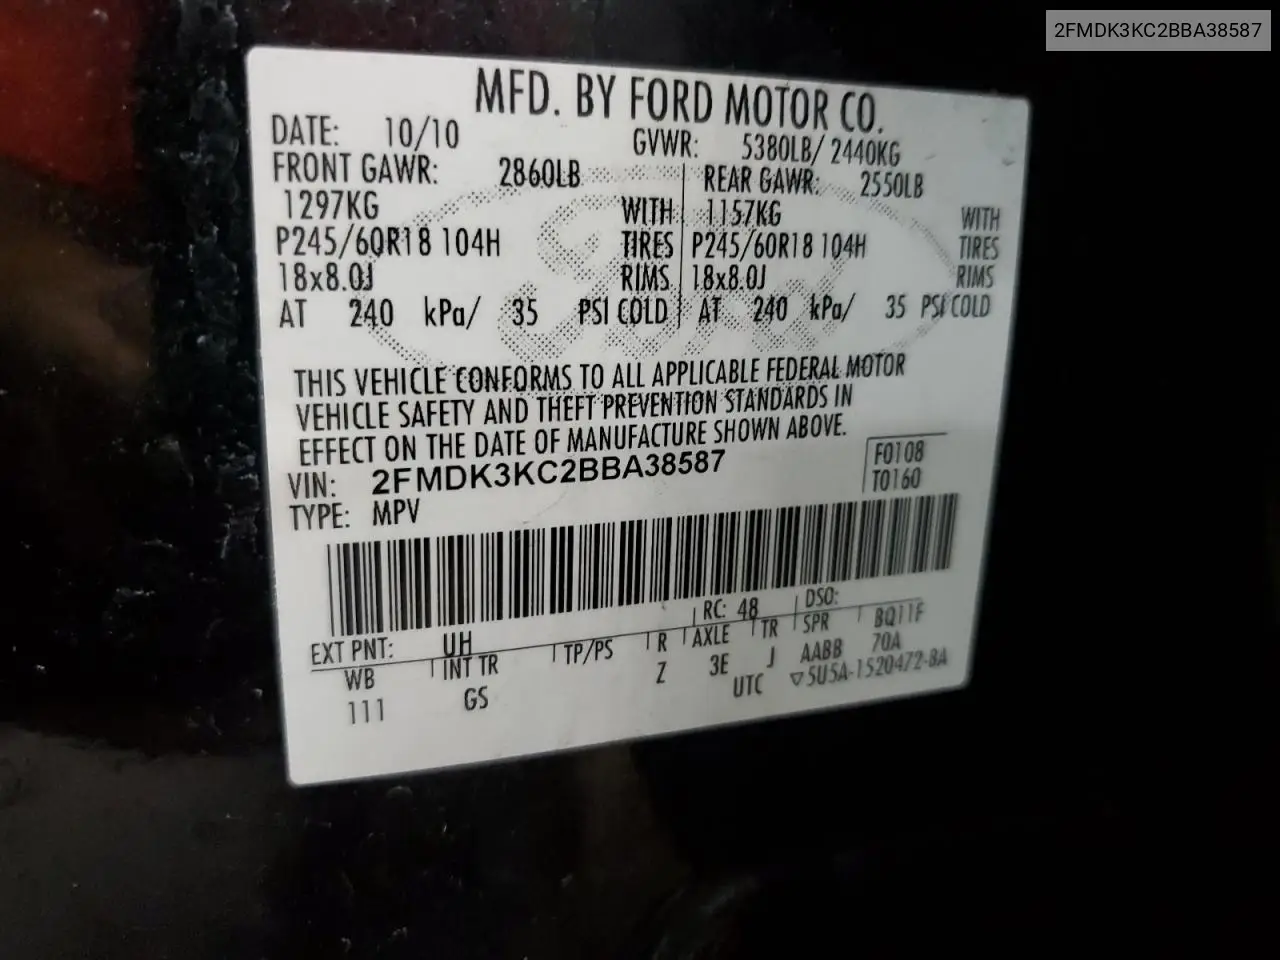 2FMDK3KC2BBA38587
MFD. BY FORD MOTOR CO.
DATE: 10/10 GVWR: 5380LB/ 2440KG
FRONT GAWR: 2860LB REAR GAWR: 2550LB
1297KG WITH 1157KG WITH
P245/60R18 104H TIRES P245/60R18 104H TIRES
18x8.0J RIMS 18x8.0J RIMS
AT 240 kPa/ 35 PSI COLD AT 240 kPa/ 35 PSI COLD
THIS VEHICLE CONFORMS TO ALL APPLICABLE FEDERAL MOTOR
VEHICLE SAFETY AND THEFT PREVENTION STANDARDS IN
EFFECT ON THE DATE OF MANUFACTURE SHOWN ABOVE.
VIN: 2FMDK3KC2BBA38587 F0108
TYPE: MPV T0160
EXT PNT: UH RC: 48 DSO:
WB INT TR TP/PS R AXLE TR SPR BQ11F
111 GS Z 3E J AABB 70A
UTC ▽5U5A-1520472-BA